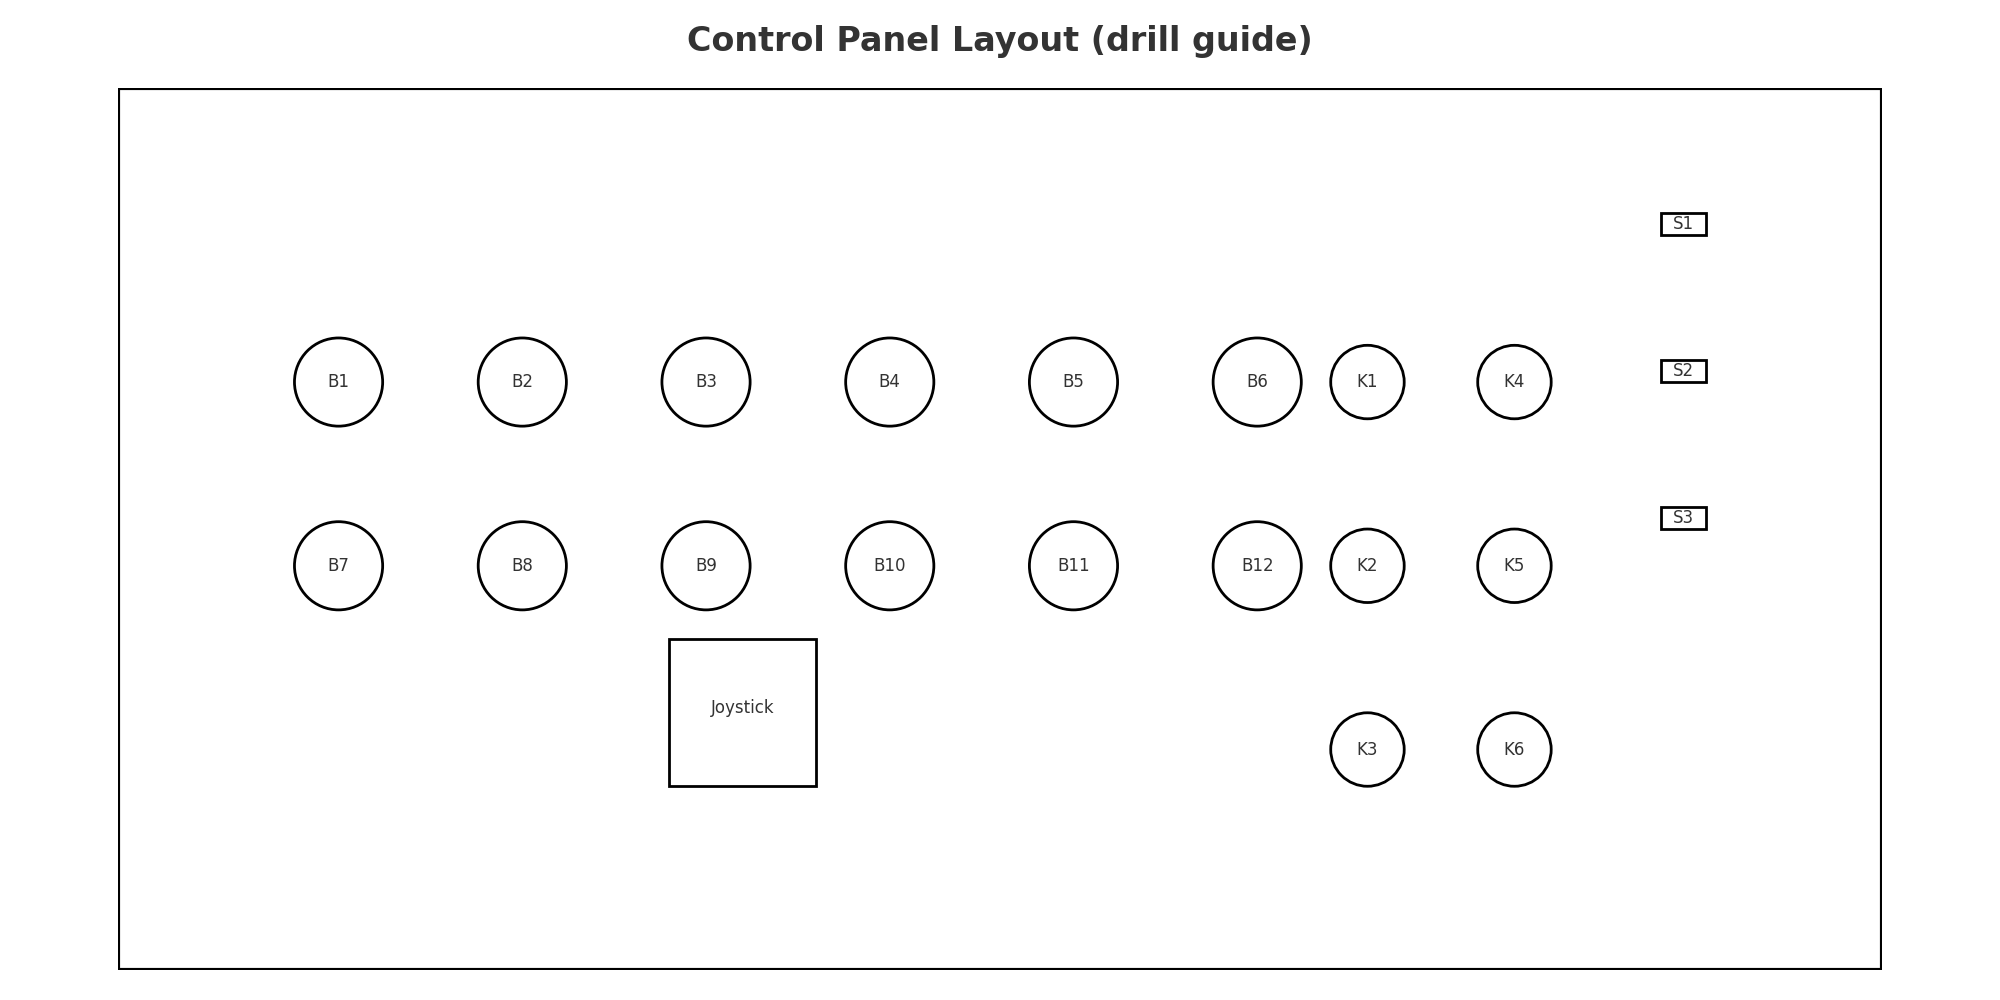 Control Panel Layout (drill guide)
S1
B1 B2 B3 B4 B5 B6 K1 K4 S2
B7 B8 B9 B10 B11 B12 K2 K5 S3
Joystick
K3 K6